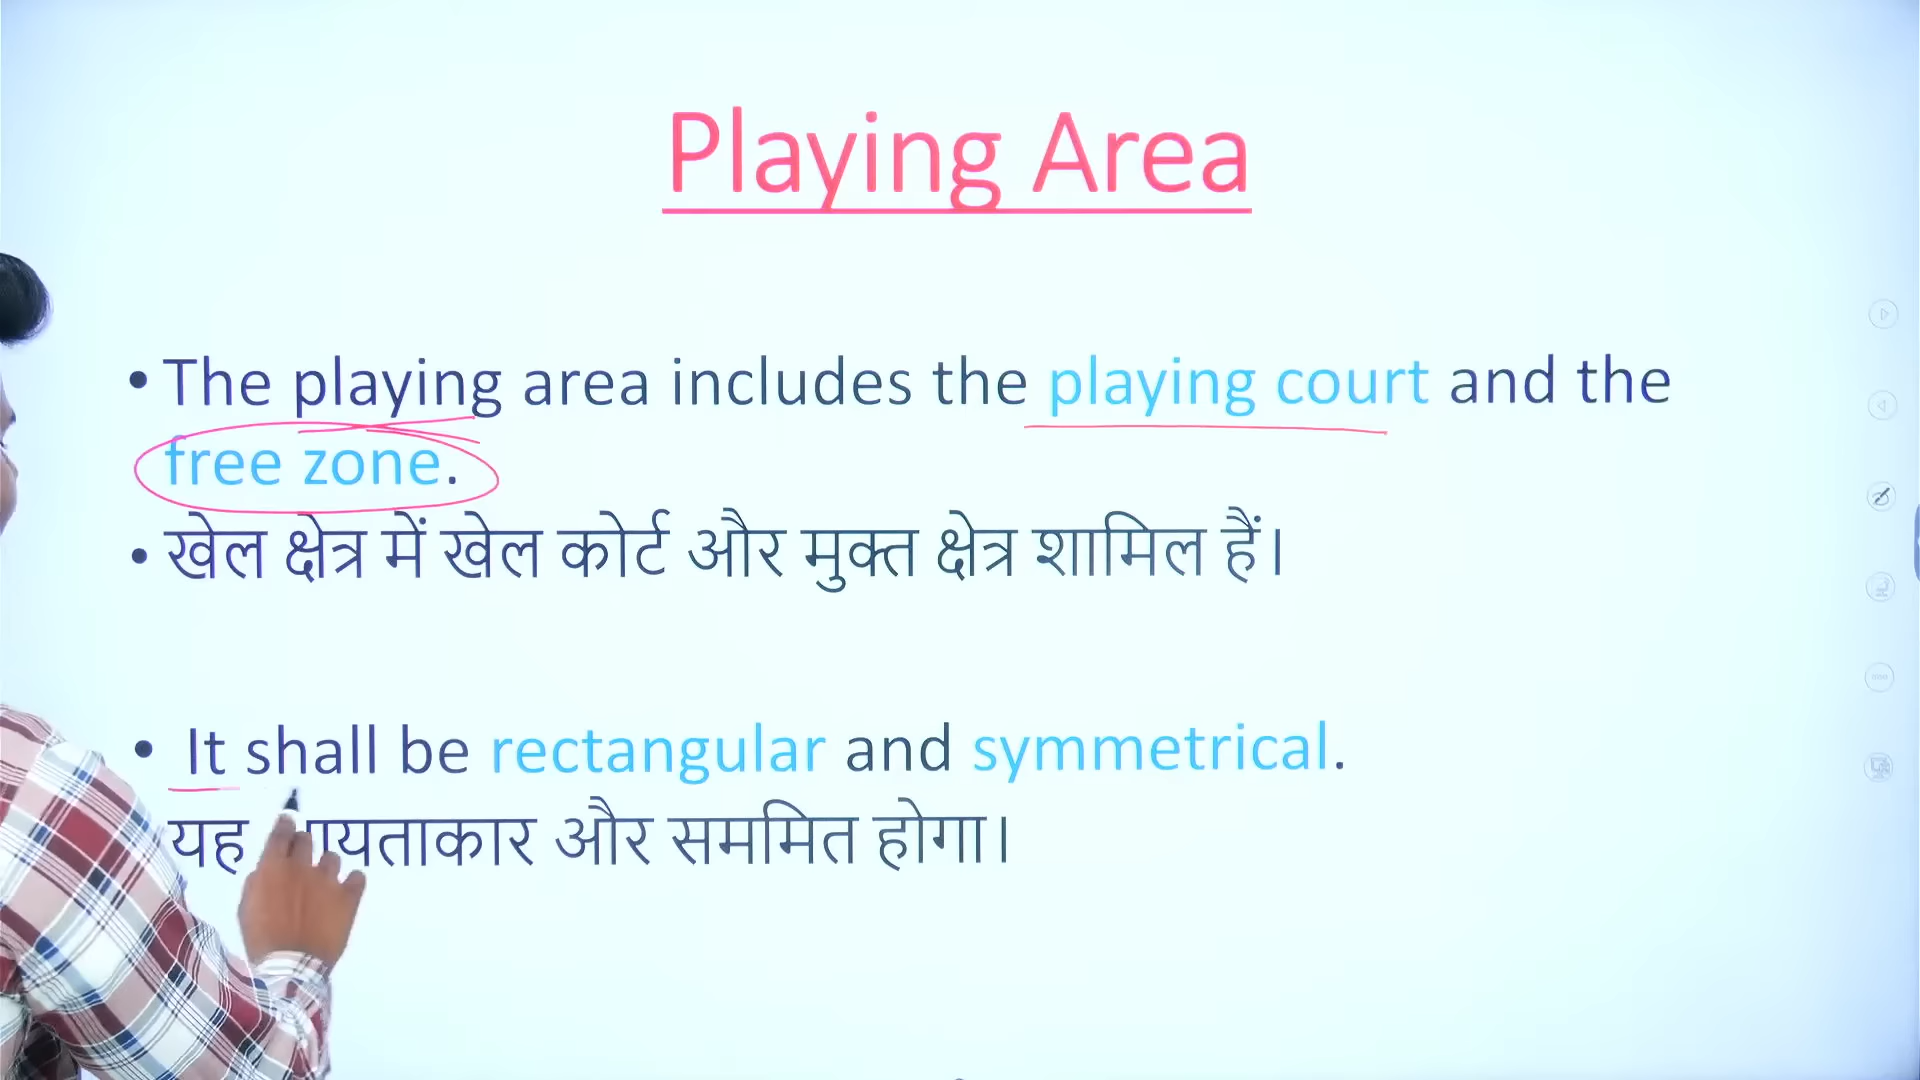 Playing Area
• The playing area includes the playing court and the
free zone.
• खेल क्षेत्र में खेल कोर्ट और मुक्त क्षेत्र शामिल हैं।
• It shall be rectangular and symmetrical.
यह और सममित होगा।